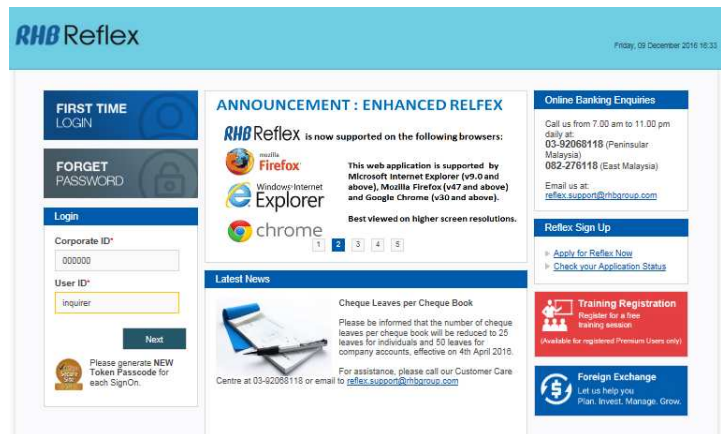 RHB Reflex
Friday, 09 December 2016 16:33
FIRST TIME
LOGIN
FORGET
PASSWORD
Login
Corporate ID*
000000
User ID*
inquirer
Next
Please generate NEW
Token Passcode for
each SignOn.
ANNOUNCEMENT : ENHANCED RELFEX
RHB Reflex is now supported on the following browsers:
mozilla
Firefox
Windows Internet
Explorer
chrome
This web application is supported by
Microsoft Internet Explorer (v9.0 and
above), Mozilla Firefox (v47 and above)
and Google Chrome (v30 and above).
Best viewed on higher screen resolutions.
1 2 3 4 5
Latest News
Cheque Leaves per Cheque Book
Please be informed that the number of cheque
leaves per cheque book will be reduced to 25
leaves for individuals and 50 leaves for
company accounts, effective on 4th April 2016.
For assistance, please call our Customer Care
Centre at 03-92068118 or email to reflex.support@rhbgroup.com
Online Banking Enquiries
Call us from 7.00 am to 11.00 pm
daily at:
03-92068118 (Peninsular
Malaysia)
082-276118 (East Malaysia)
Email us at:
reflex.support@rhbgroup.com
Reflex Sign Up
Apply for Reflex Now
Check your Application Status
Training Registration
Register for a free
training session
(Available for registered Premium Users only)
Foreign Exchange
Let us help you
Plan. Invest. Manage. Grow.